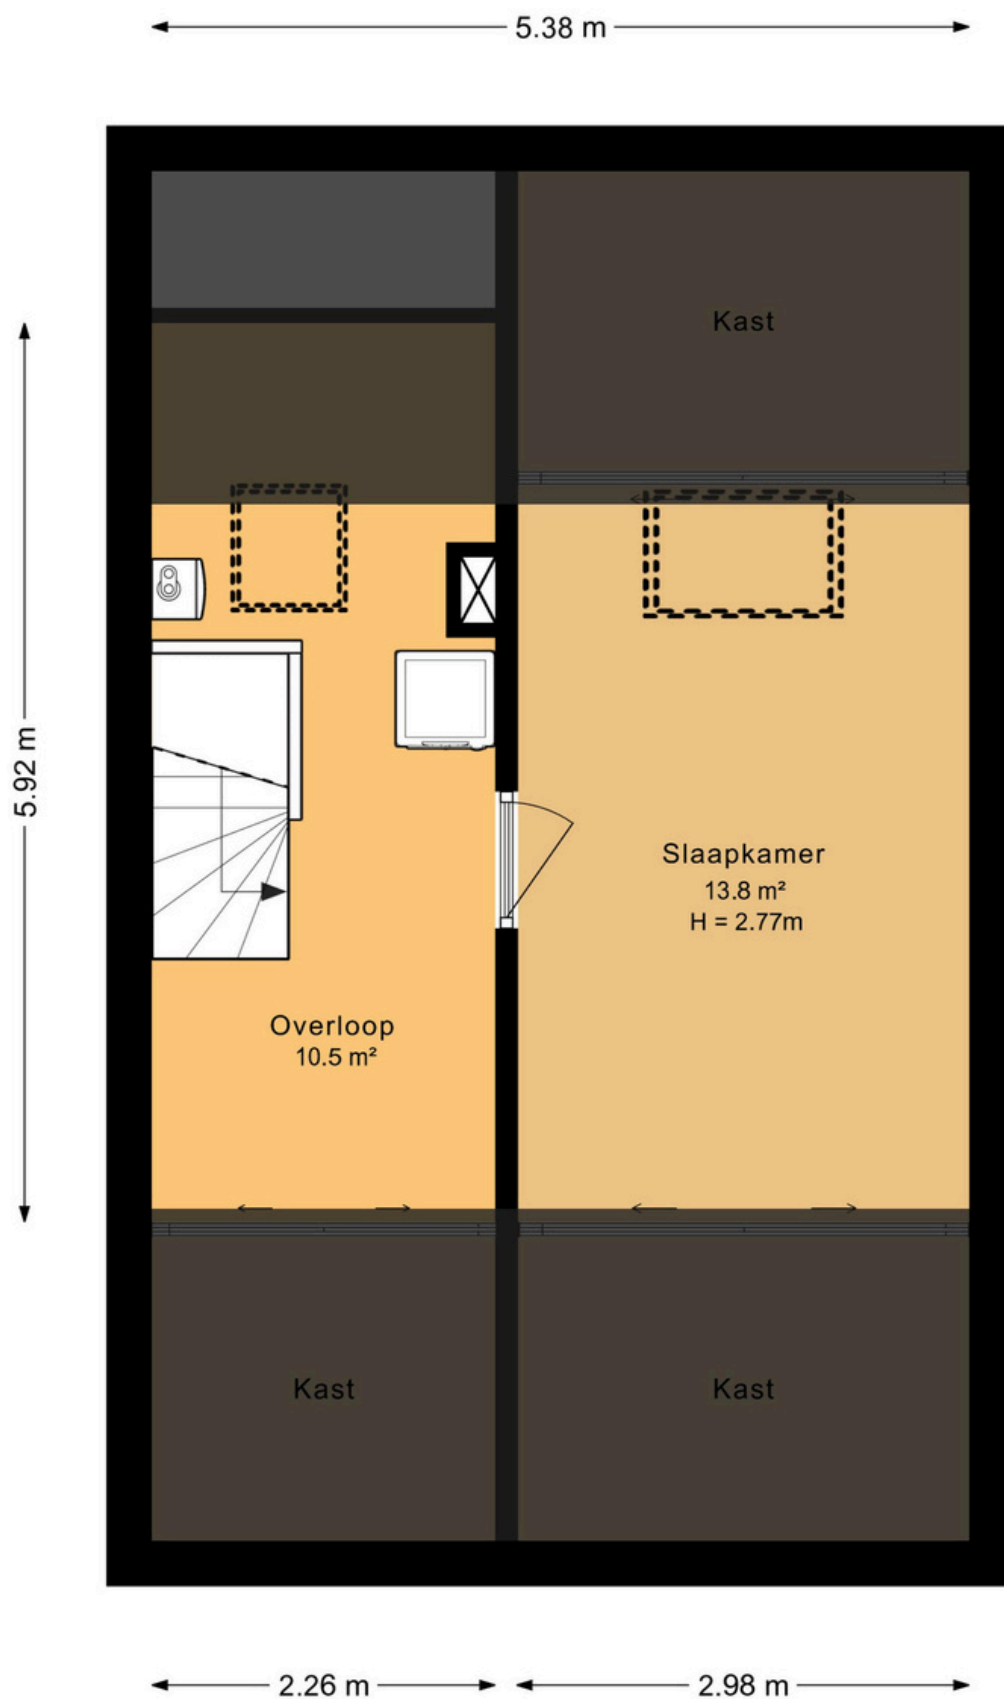 5.38 m
Kast
5.92 m
Slaapkamer
13.8 m²
H = 2.77m
Overloop
10.5 m²
Kast
Kast
2.26 m
2.98 m